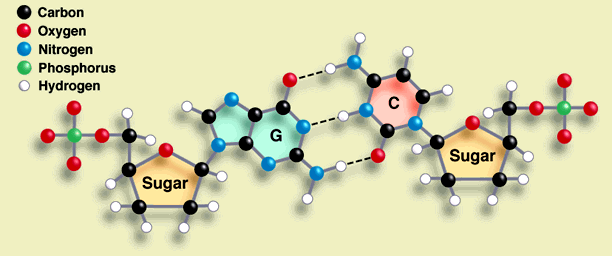 Carbon
Oxygen
Nitrogen
Phosphorus
Hydrogen
G
C
Sugar
Sugar